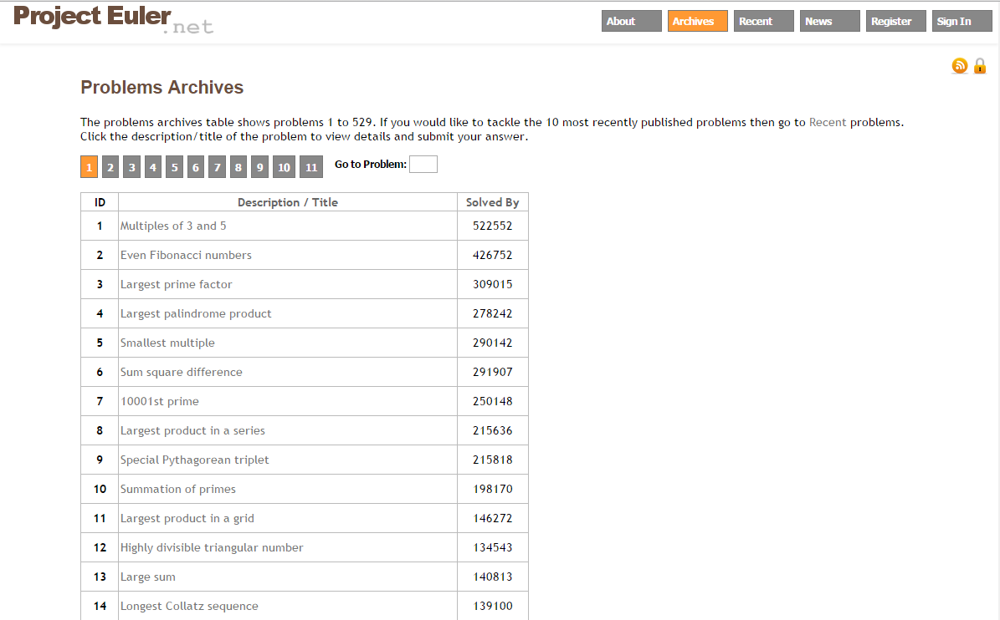 Project Euler.net
About Archives Recent News Register Sign In
Problems Archives
The problems archives table shows problems 1 to 529. If you would like to tackle the 10 most recently published problems then go to Recent problems.
Click the description/title of the problem to view details and submit your answer.
1 2 3 4 5 6 7 8 9 10 11 Go to Problem:
ID Description / Title Solved By
1 Multiples of 3 and 5 522552
2 Even Fibonacci numbers 426752
3 Largest prime factor 309015
4 Largest palindrome product 278242
5 Smallest multiple 290142
6 Sum square difference 291907
7 10001st prime 250148
8 Largest product in a series 215636
9 Special Pythagorean triplet 215818
10 Summation of primes 198170
11 Largest product in a grid 146272
12 Highly divisible triangular number 134543
13 Large sum 140813
14 Longest Collatz sequence 139100